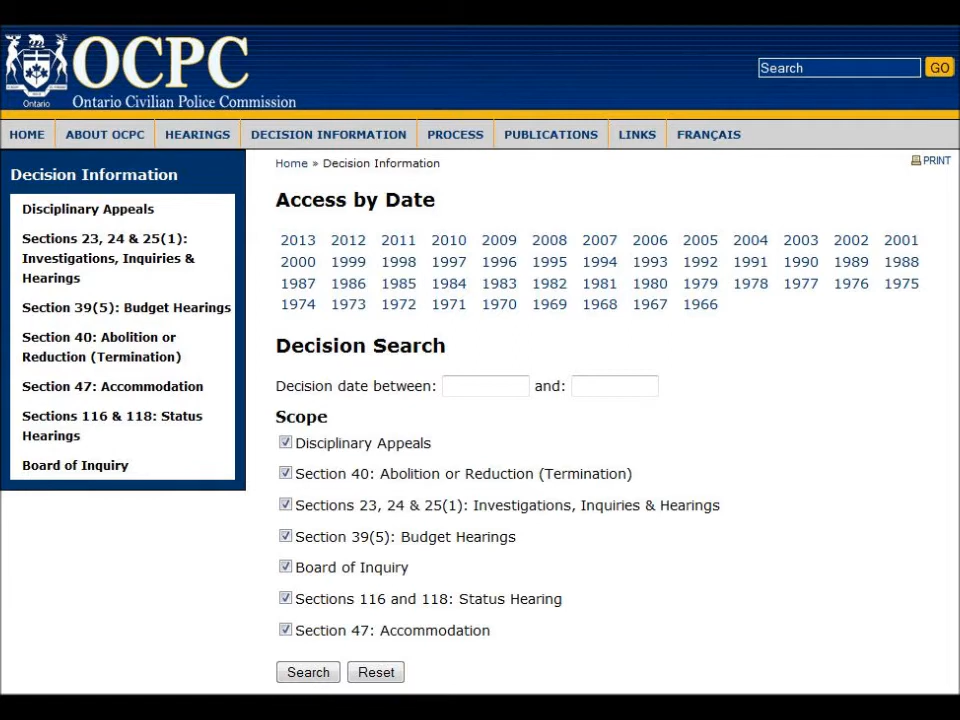 OCPC
Ontario
Ontario Civilian Police Commission
Search
GO
HOME ABOUT OCPC HEARINGS DECISION INFORMATION PROCESS PUBLICATIONS LINKS FRANÇAIS
Decision Information
Disciplinary Appeals
Sections 23, 24 & 25(1):
Investigations, Inquiries &
Hearings
Section 39(5): Budget Hearings
Section 40: Abolition or
Reduction (Termination)
Section 47: Accommodation
Sections 116 & 118: Status
Hearings
Board of Inquiry
Home » Decision Information
PRINT
Access by Date
2013 2012 2011 2010 2009 2008 2007 2006 2005 2004 2003 2002 2001
2000 1999 1998 1997 1996 1995 1994 1993 1992 1991 1990 1989 1988
1987 1986 1985 1984 1983 1982 1981 1980 1979 1978 1977 1976 1975
1974 1973 1972 1971 1970 1969 1968 1967 1966
Decision Search
Decision date between: and:
Scope
Disciplinary Appeals
Section 40: Abolition or Reduction (Termination)
Sections 23, 24 & 25(1): Investigations, Inquiries & Hearings
Section 39(5): Budget Hearings
Board of Inquiry
Sections 116 and 118: Status Hearing
Section 47: Accommodation
Search Reset